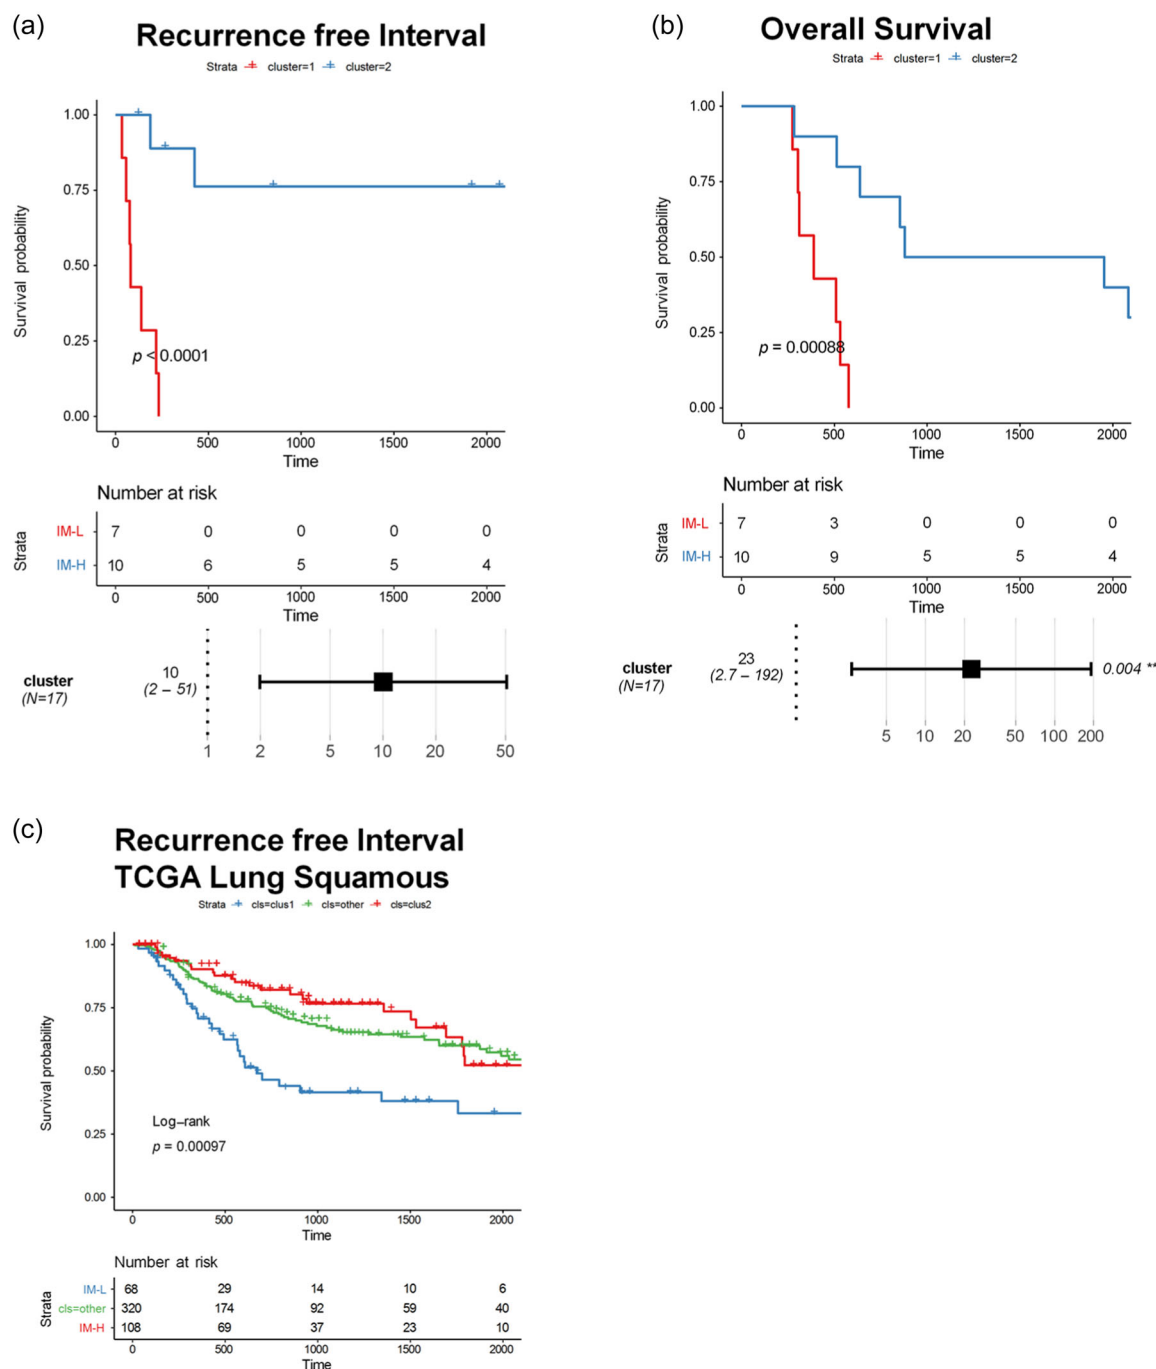 (a)
Recurrence free Interval
Strata cluster=1 cluster=2
1.00
0.75
0.50
0.25
0.00
Survival probability
p < 0.0001
0 500 1000 1500 2000
Time
Number at risk
Strata
IM-L 7 0 0 0 0
IM-H 10 6 5 5 4
0 500 1000 1500 2000
Time
cluster
(N=17)
10
(2 – 51)
1 2 5 10 20 50
(b)
Overall Survival
Strata cluster=1 cluster=2
1.00
0.75
0.50
0.25
0.00
Survival probability
p = 0.00088
0 500 1000 1500 2000
Time
Number at risk
Strata
IM-L 7 3 0 0 0
IM-H 10 9 5 5 4
0 500 1000 1500 2000
Time
cluster
(N=17)
23
(2.7 – 192)
0.004 **
5 10 20 50 100 200
(c)
Recurrence free Interval
TCGA Lung Squamous
Strata cls=clus1 cls=other cls=clus2
1.00
0.75
0.50
0.25
0.00
Survival probability
Log–rank
p = 0.00097
0 500 1000 1500 2000
Time
Number at risk
Strata
IM-L 68 29 14 10 6
cls=other 320 174 92 59 40
IM-H 108 69 37 23 10
0 500 1000 1500 2000
Time